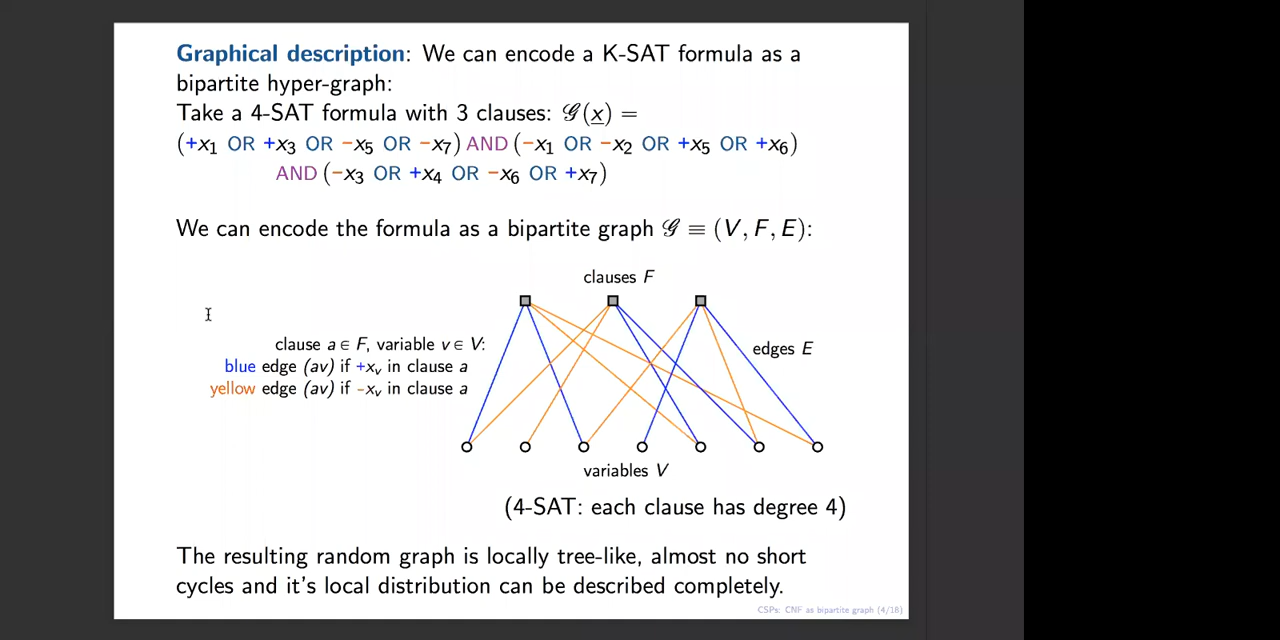 Graphical description: We can encode a K-SAT formula as a
bipartite hyper-graph:
Take a 4-SAT formula with 3 clauses: 𝒢(x) =
(+x₁ OR +x₃ OR −x₅ OR −x₇) AND (−x₁ OR −x₂ OR +x₅ OR +x₆)
AND (−x₃ OR +x₄ OR −x₆ OR +x₇)
We can encode the formula as a bipartite graph 𝒢 ≡ (V, F, E):
clauses F
clause a ∈ F, variable v ∈ V:
edges E
blue edge (av) if +xᵥ in clause a
yellow edge (av) if −xᵥ in clause a
variables V
(4-SAT: each clause has degree 4)
The resulting random graph is locally tree-like, almost no short
cycles and it's local distribution can be described completely.
CSPs: CNF as bipartite graph (4/18)